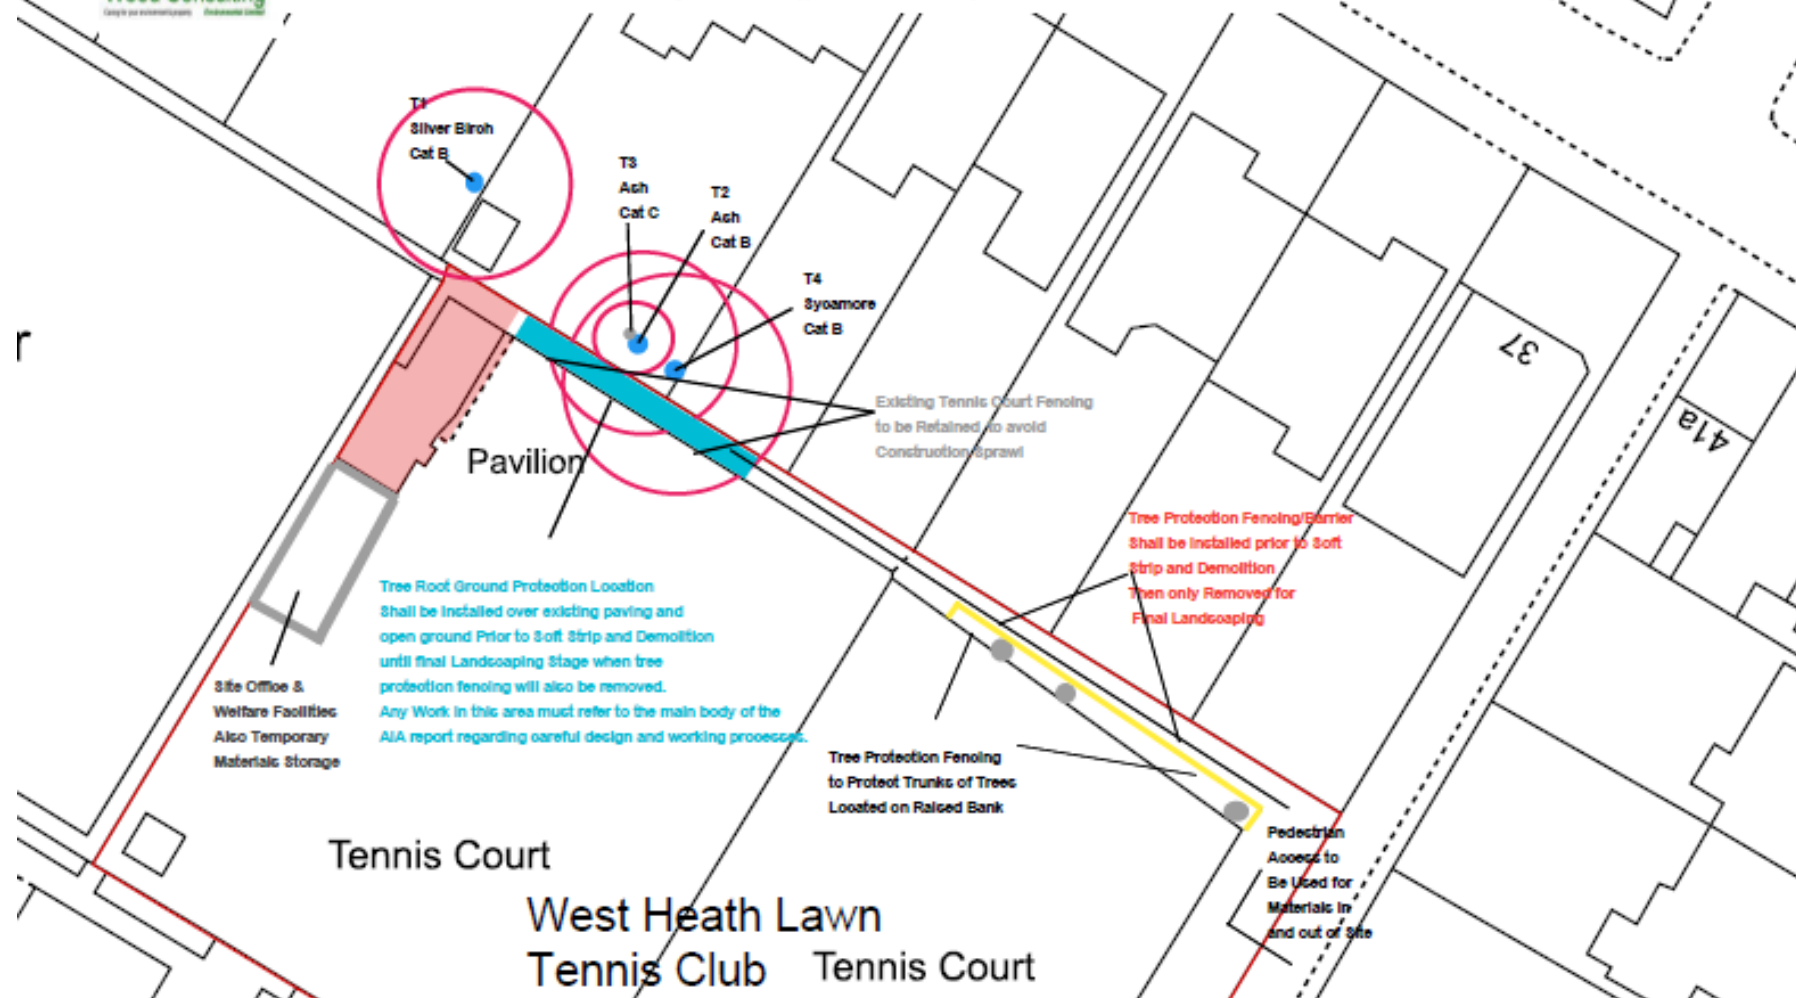 T1
Silver Birch
Cat B
T3
Ash
Cat C
T2
Ash
Cat B
T4
Sycamore
Cat B
37
41a
r
Existing Tennis Court Fencing
to be Retained, to avoid
Construction Sprawl
Pavilion
Tree Protection Fencing/Barrier
Shall be installed prior to Soft
Strip and Demolition
Then only Removed for
Final Landscaping
Tree Root Ground Protection Location
Shall be installed over existing paving and
open ground Prior to Soft Strip and Demolition
until final Landscaping Stage when tree
protection fencing will also be removed.
Any Work in this area must refer to the main body of the
AIA report regarding careful design and working processes.
Site Office &
Welfare Facilities
Also Temporary
Materials Storage
Tree Protection Fencing
to Protect Trunks of Trees
Located on Raised Bank
Pedestrian
Access to
Be Used for
Materials in
and out of Site
Tennis Court
West Heath Lawn
Tennis Club
Tennis Court